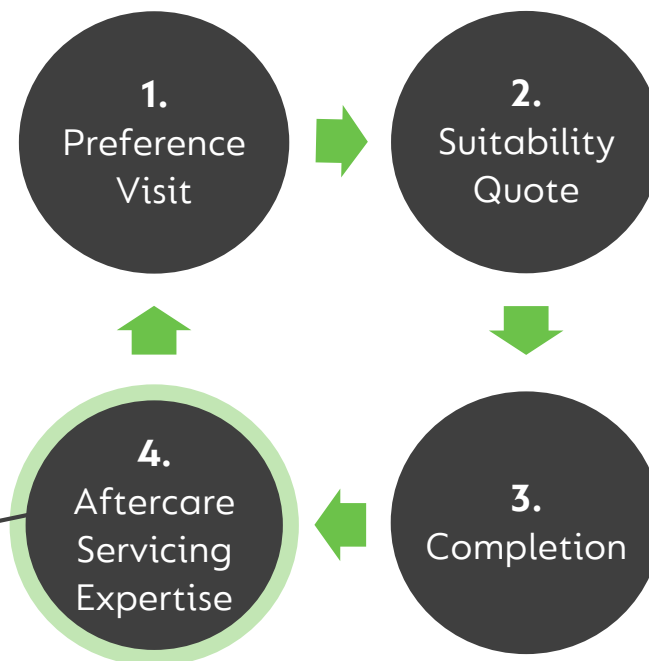 1.
Preference
Visit
2.
Suitability
Quote
3.
Completion
4.
Aftercare
Servicing
Expertise